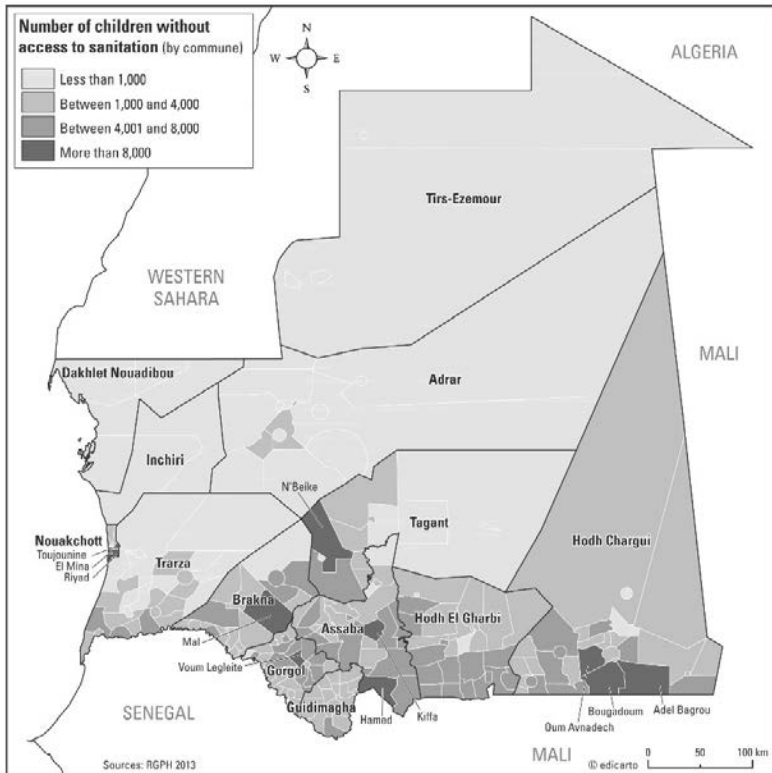 Number of children without
access to sanitation (by commune)
Less than 1,000
Between 1,000 and 4,000
Between 4,001 and 8,000
More than 8,000
N
W E
S
ALGERIA
Tirs-Ezemour
WESTERN
SAHARA
MALI
Dakhlet Nouadibou
Adrar
Inchiri
N'Beike
Tagant
Nouakchott
Toujounine
El Mina
Riyad
Hodh Chargui
Trarza
Brakna
Hodh El Gharbi
Assaba
Mal
Voum Legleite
Gorgol
Guidimagha
Hamod
Kiffa
Adel Bagrou
Bougadoum
Oum Avnadech
SENEGAL
MALI
0 50 100 km
Sources: RGPH 2013
© edicarto